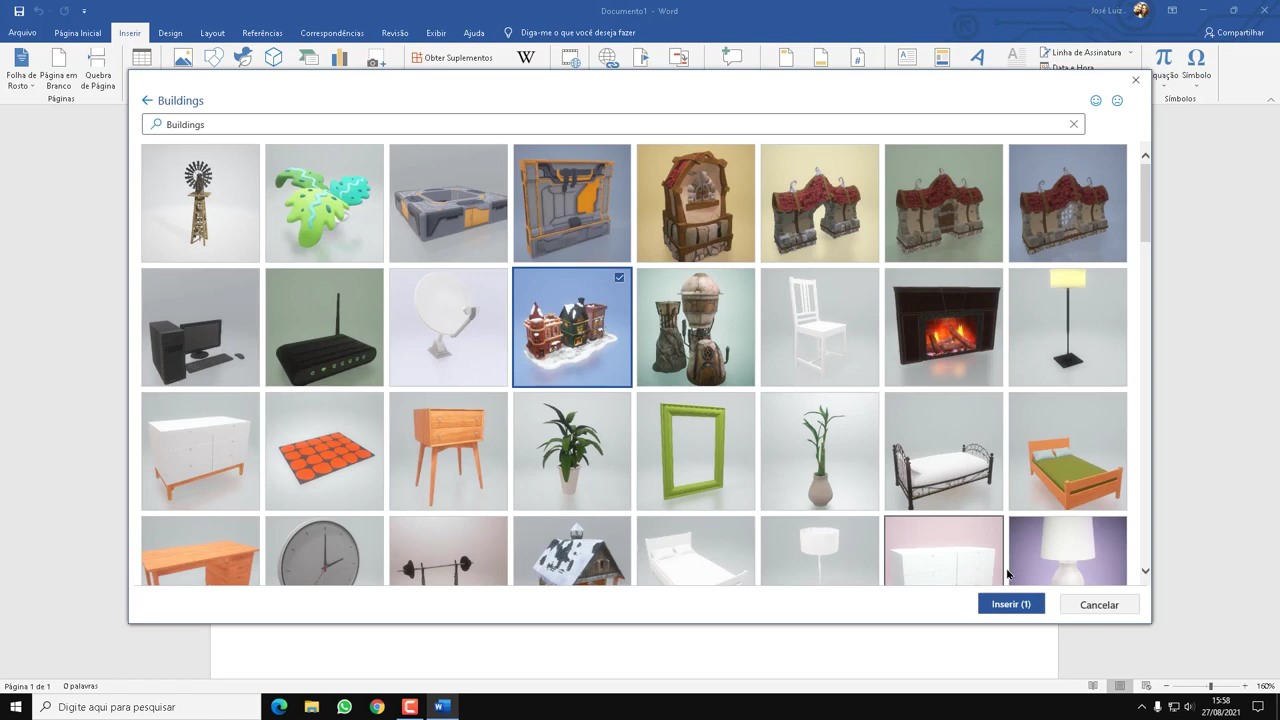 Documento1 - Word
José Luiz .
Arquivo Página Inicial Inserir Design Layout Referências Correspondências Revisão Exibir Ajuda Diga-me o que você deseja fazer Compartilhar
Folha de Rosto
Página em Branco
Quebra de Página
Páginas
Obter Suplementos
W
Linha de Assinatura
Data e Hora
Símbolo
Símbolos
Buildings
Buildings
Inserir (1) Cancelar
Página 1 de 1 0 palavras 160%
Digite aqui para pesquisar
15:58
27/08/2021